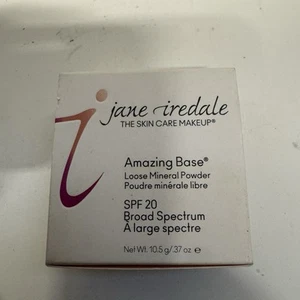 jane iredale
THE SKIN CARE MAKEUP®
Amazing Base®
Loose Mineral Powder
Poudre minérale libre
SPF 20
Broad Spectrum
À large spectre
Net Wt. 10.5 g/.37 oz e